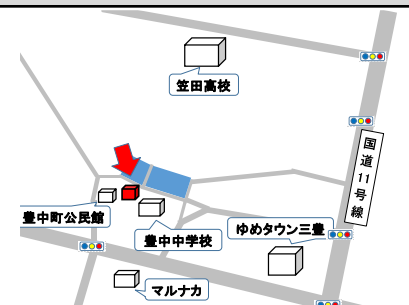 笠田高校
国道11号線
豊中町公民館
豊中中学校
ゆめタウン三豊
マルナカ